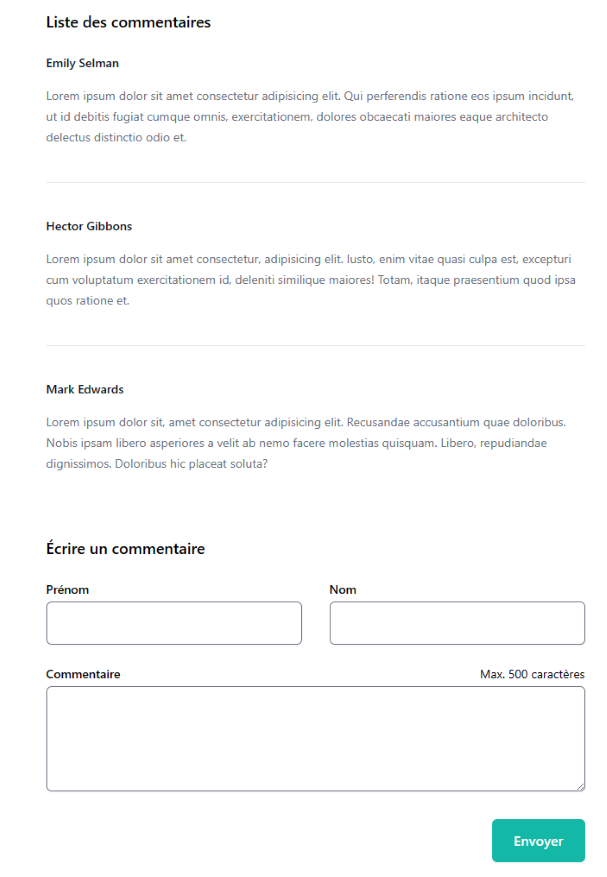 Liste des commentaires
Emily Selman
Lorem ipsum dolor sit amet consectetur adipisicing elit. Qui perferendis ratione eos ipsum incidunt,
ut id debitis fugiat cumque omnis, exercitationem, dolores obcaecati maiores eaque architecto
delectus distinctio odio et.
Hector Gibbons
Lorem ipsum dolor sit amet consectetur, adipisicing elit. Iusto, enim vitae quasi culpa est, excepturi
cum voluptatum exercitationem id, deleniti similique maiores! Totam, itaque praesentium quod ipsa
quos ratione et.
Mark Edwards
Lorem ipsum dolor sit, amet consectetur adipisicing elit. Recusandae accusantium quae doloribus.
Nobis ipsam libero asperiores a velit ab nemo facere molestias quisquam. Libero, repudiandae
dignissimos. Doloribus hic placeat soluta?
Écrire un commentaire
Prénom Nom
Commentaire Max. 500 caractères
Envoyer